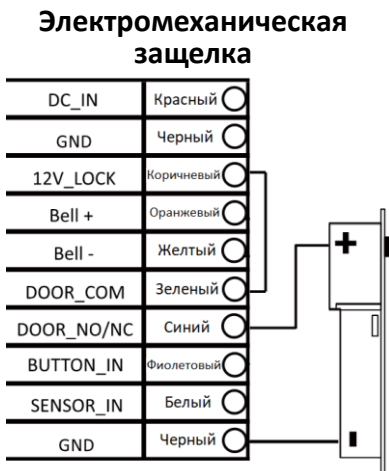 Электромеханическая
защелка
DC_IN Красный
GND Черный
12V_LOCK Коричневый
Bell + Оранжевый
Bell - Желтый
DOOR_COM Зеленый
DOOR_NO/NC Синий
BUTTON_IN Фиолетовый
SENSOR_IN Белый
GND Черный
+
-